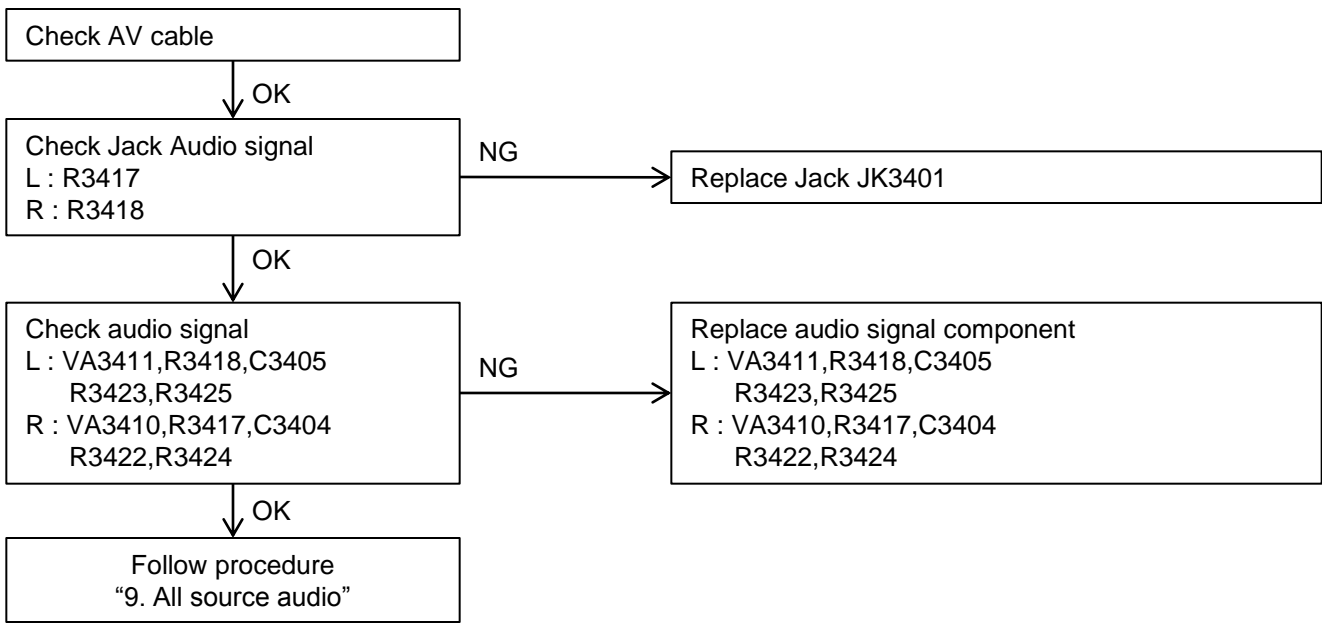 Check AV cable
OK
Check Jack Audio signal
L : R3417
R : R3418
NG
Replace Jack JK3401
OK
Check audio signal
L : VA3411,R3418,C3405
R3423,R3425
R : VA3410,R3417,C3404
R3422,R3424
NG
Replace audio signal component
L : VA3411,R3418,C3405
R3423,R3425
R : VA3410,R3417,C3404
R3422,R3424
OK
Follow procedure
“9. All source audio”